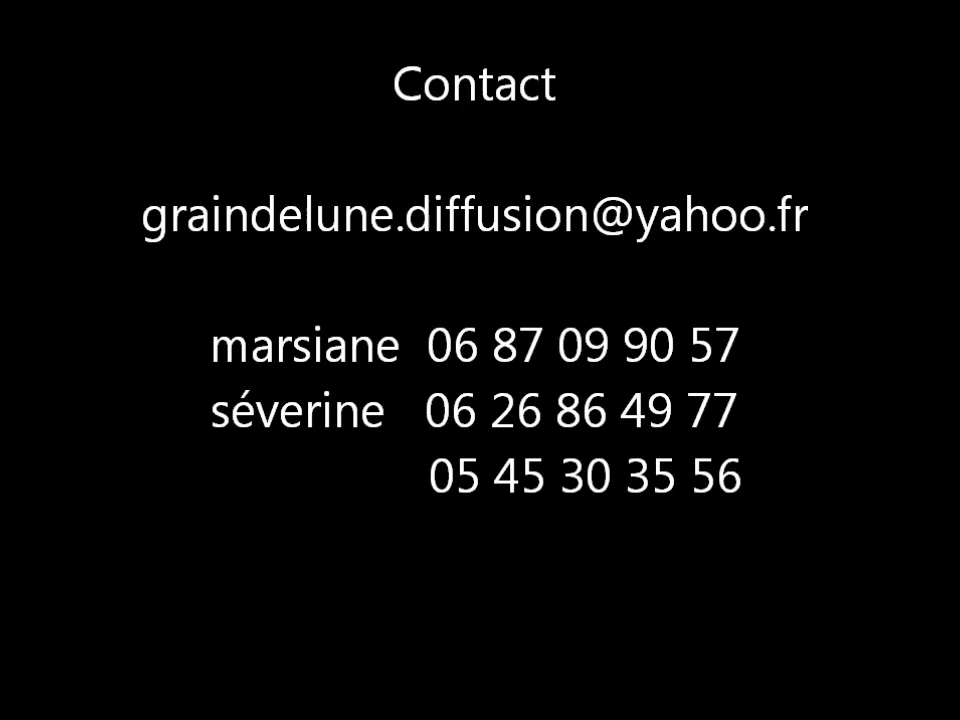 Contact
graindelune.diffusion@yahoo.fr
marsiane 06 87 09 90 57
séverine 06 26 86 49 77
05 45 30 35 56